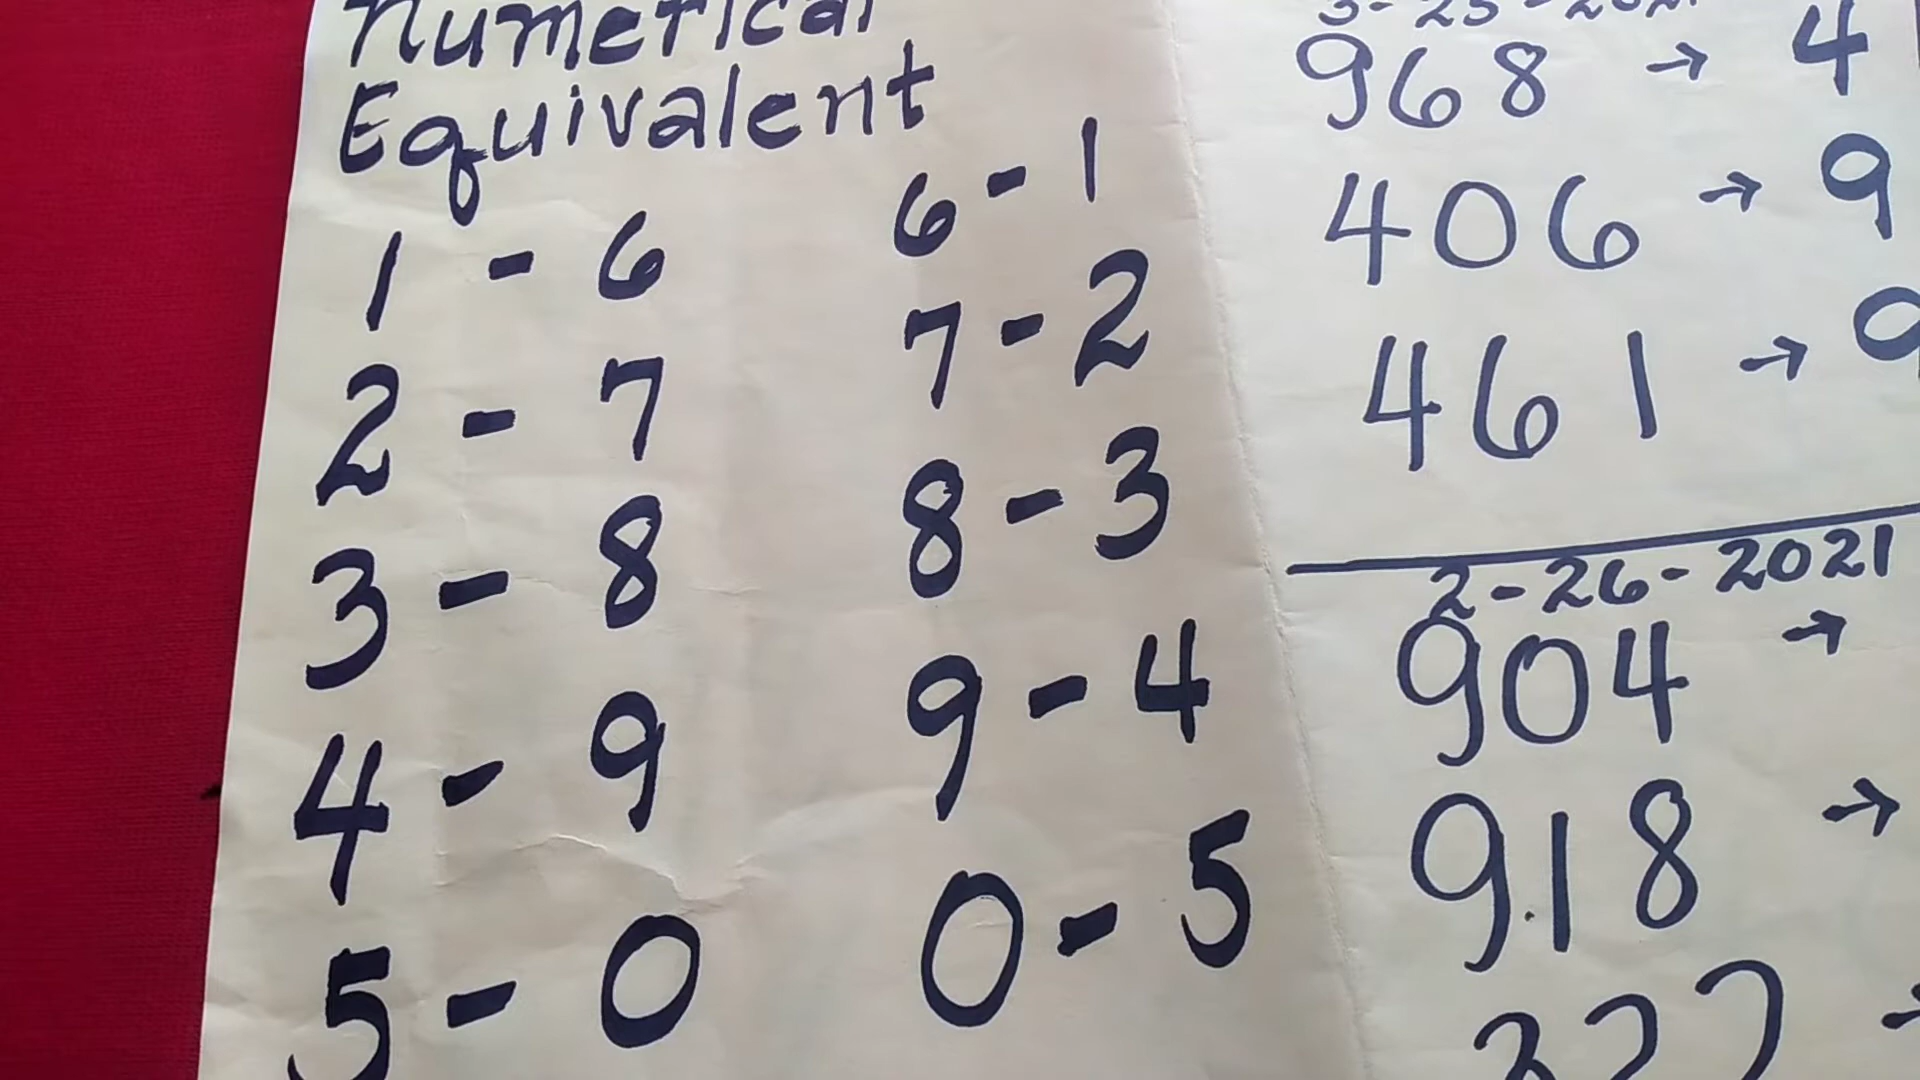 Numerical
Equivalent
1 - 6
2 - 7
3 - 8
4 - 9
5 - 0
6 - 1
7 - 2
8 - 3
9 - 4
0 - 5
968 → 4
406 → 9
461 → 9
2-26-2021
904 →
918 →